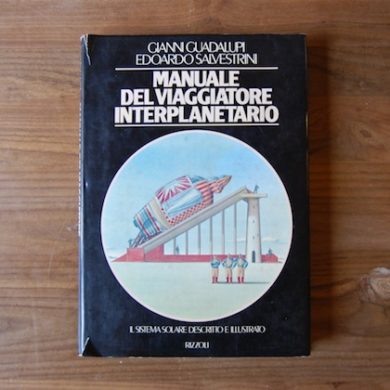 GIANNI GUADALUPI
EDOARDO SALVESTRINI
MANUALE
DEL VIAGGIATORE
INTERPLANETARIO
IL SISTEMA SOLARE DESCRITTO E ILLUSTRATO
RIZZOLI